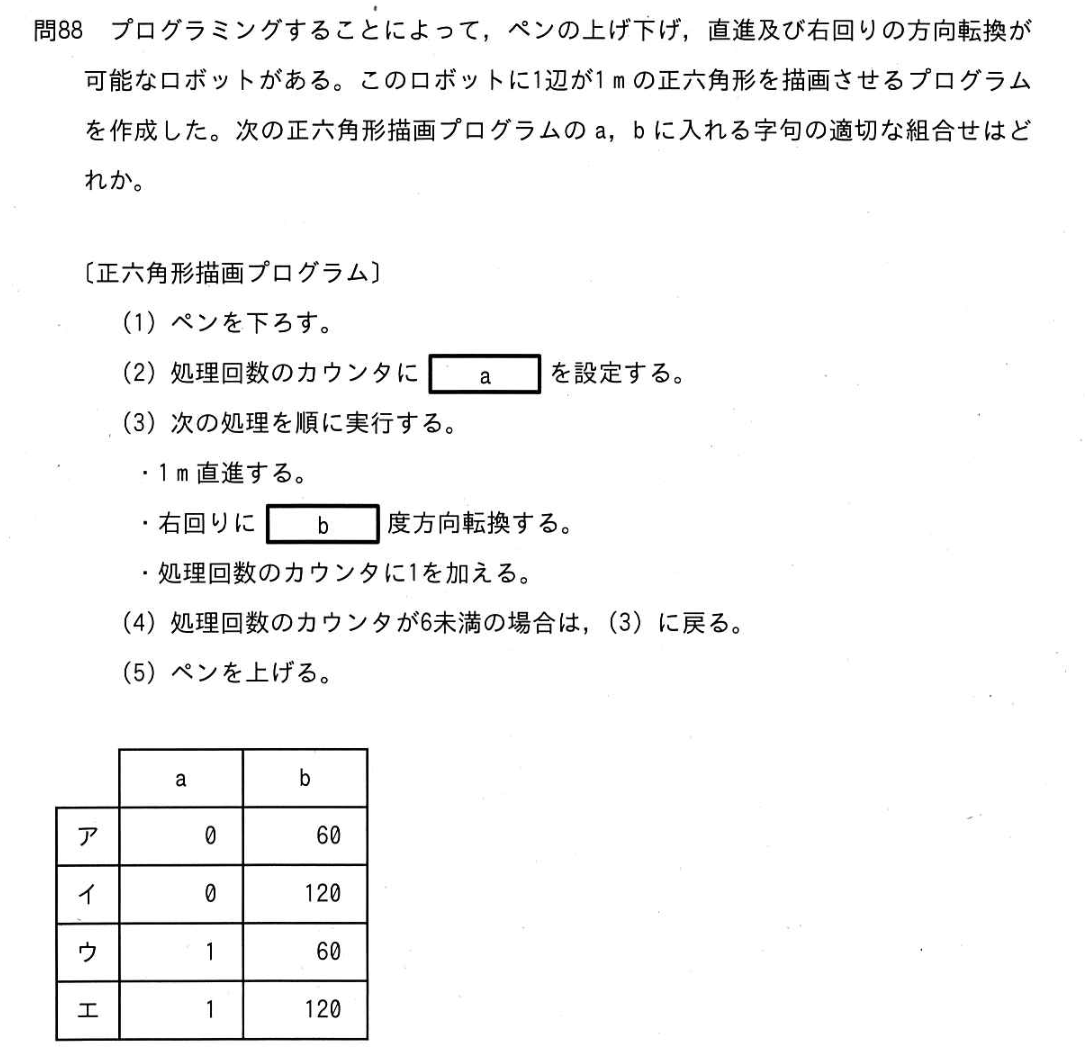 問88 プログラミングすることによって，ペンの上げ下げ，直進及び右回りの方向転換が
可能なロボットがある。このロボットに1辺が1mの正六角形を描画させるプログラム
を作成した。次の正六角形描画プログラムの a，b に入れる字句の適切な組合せはど
れか。
〔正六角形描画プログラム〕
(1) ペンを下ろす。
(2) 処理回数のカウンタに a を設定する。
(3) 次の処理を順に実行する。
・1m直進する。
・右回りに b 度方向転換する。
・処理回数のカウンタに1を加える。
(4) 処理回数のカウンタが6未満の場合は，(3) に戻る。
(5) ペンを上げる。
a b
ア 0 60
イ 0 120
ウ 1 60
エ 1 120